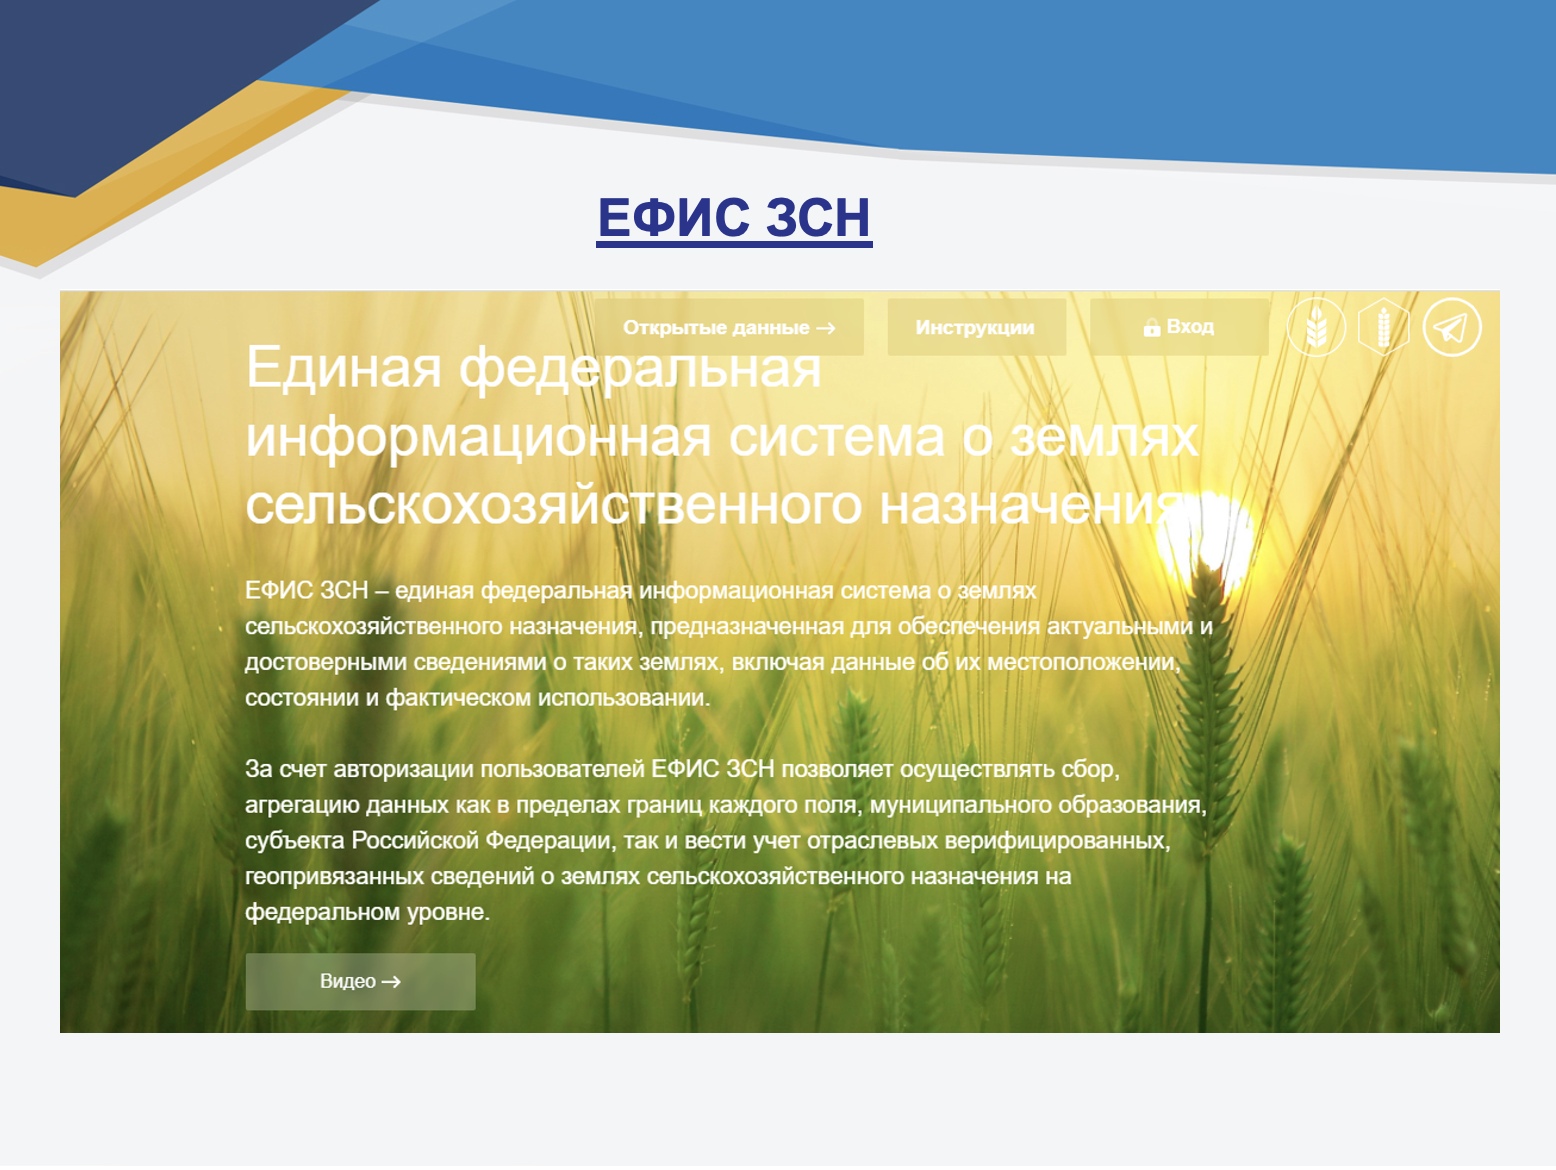 ЕФИС ЗСН
Открытые данные →
Инструкции
Вход
Единая федеральная
информационная система о землях
сельскохозяйственного назначения
ЕФИС ЗСН – единая федеральная информационная система о землях
сельскохозяйственного назначения, предназначенная для обеспечения актуальными и
достоверными сведениями о таких землях, включая данные об их местоположении,
состоянии и фактическом использовании.
За счет авторизации пользователей ЕФИС ЗСН позволяет осуществлять сбор,
агрегацию данных как в пределах границ каждого поля, муниципального образования,
субъекта Российской Федерации, так и вести учет отраслевых верифицированных,
геопривязанных сведений о землях сельскохозяйственного назначения на
федеральном уровне.
Видео →